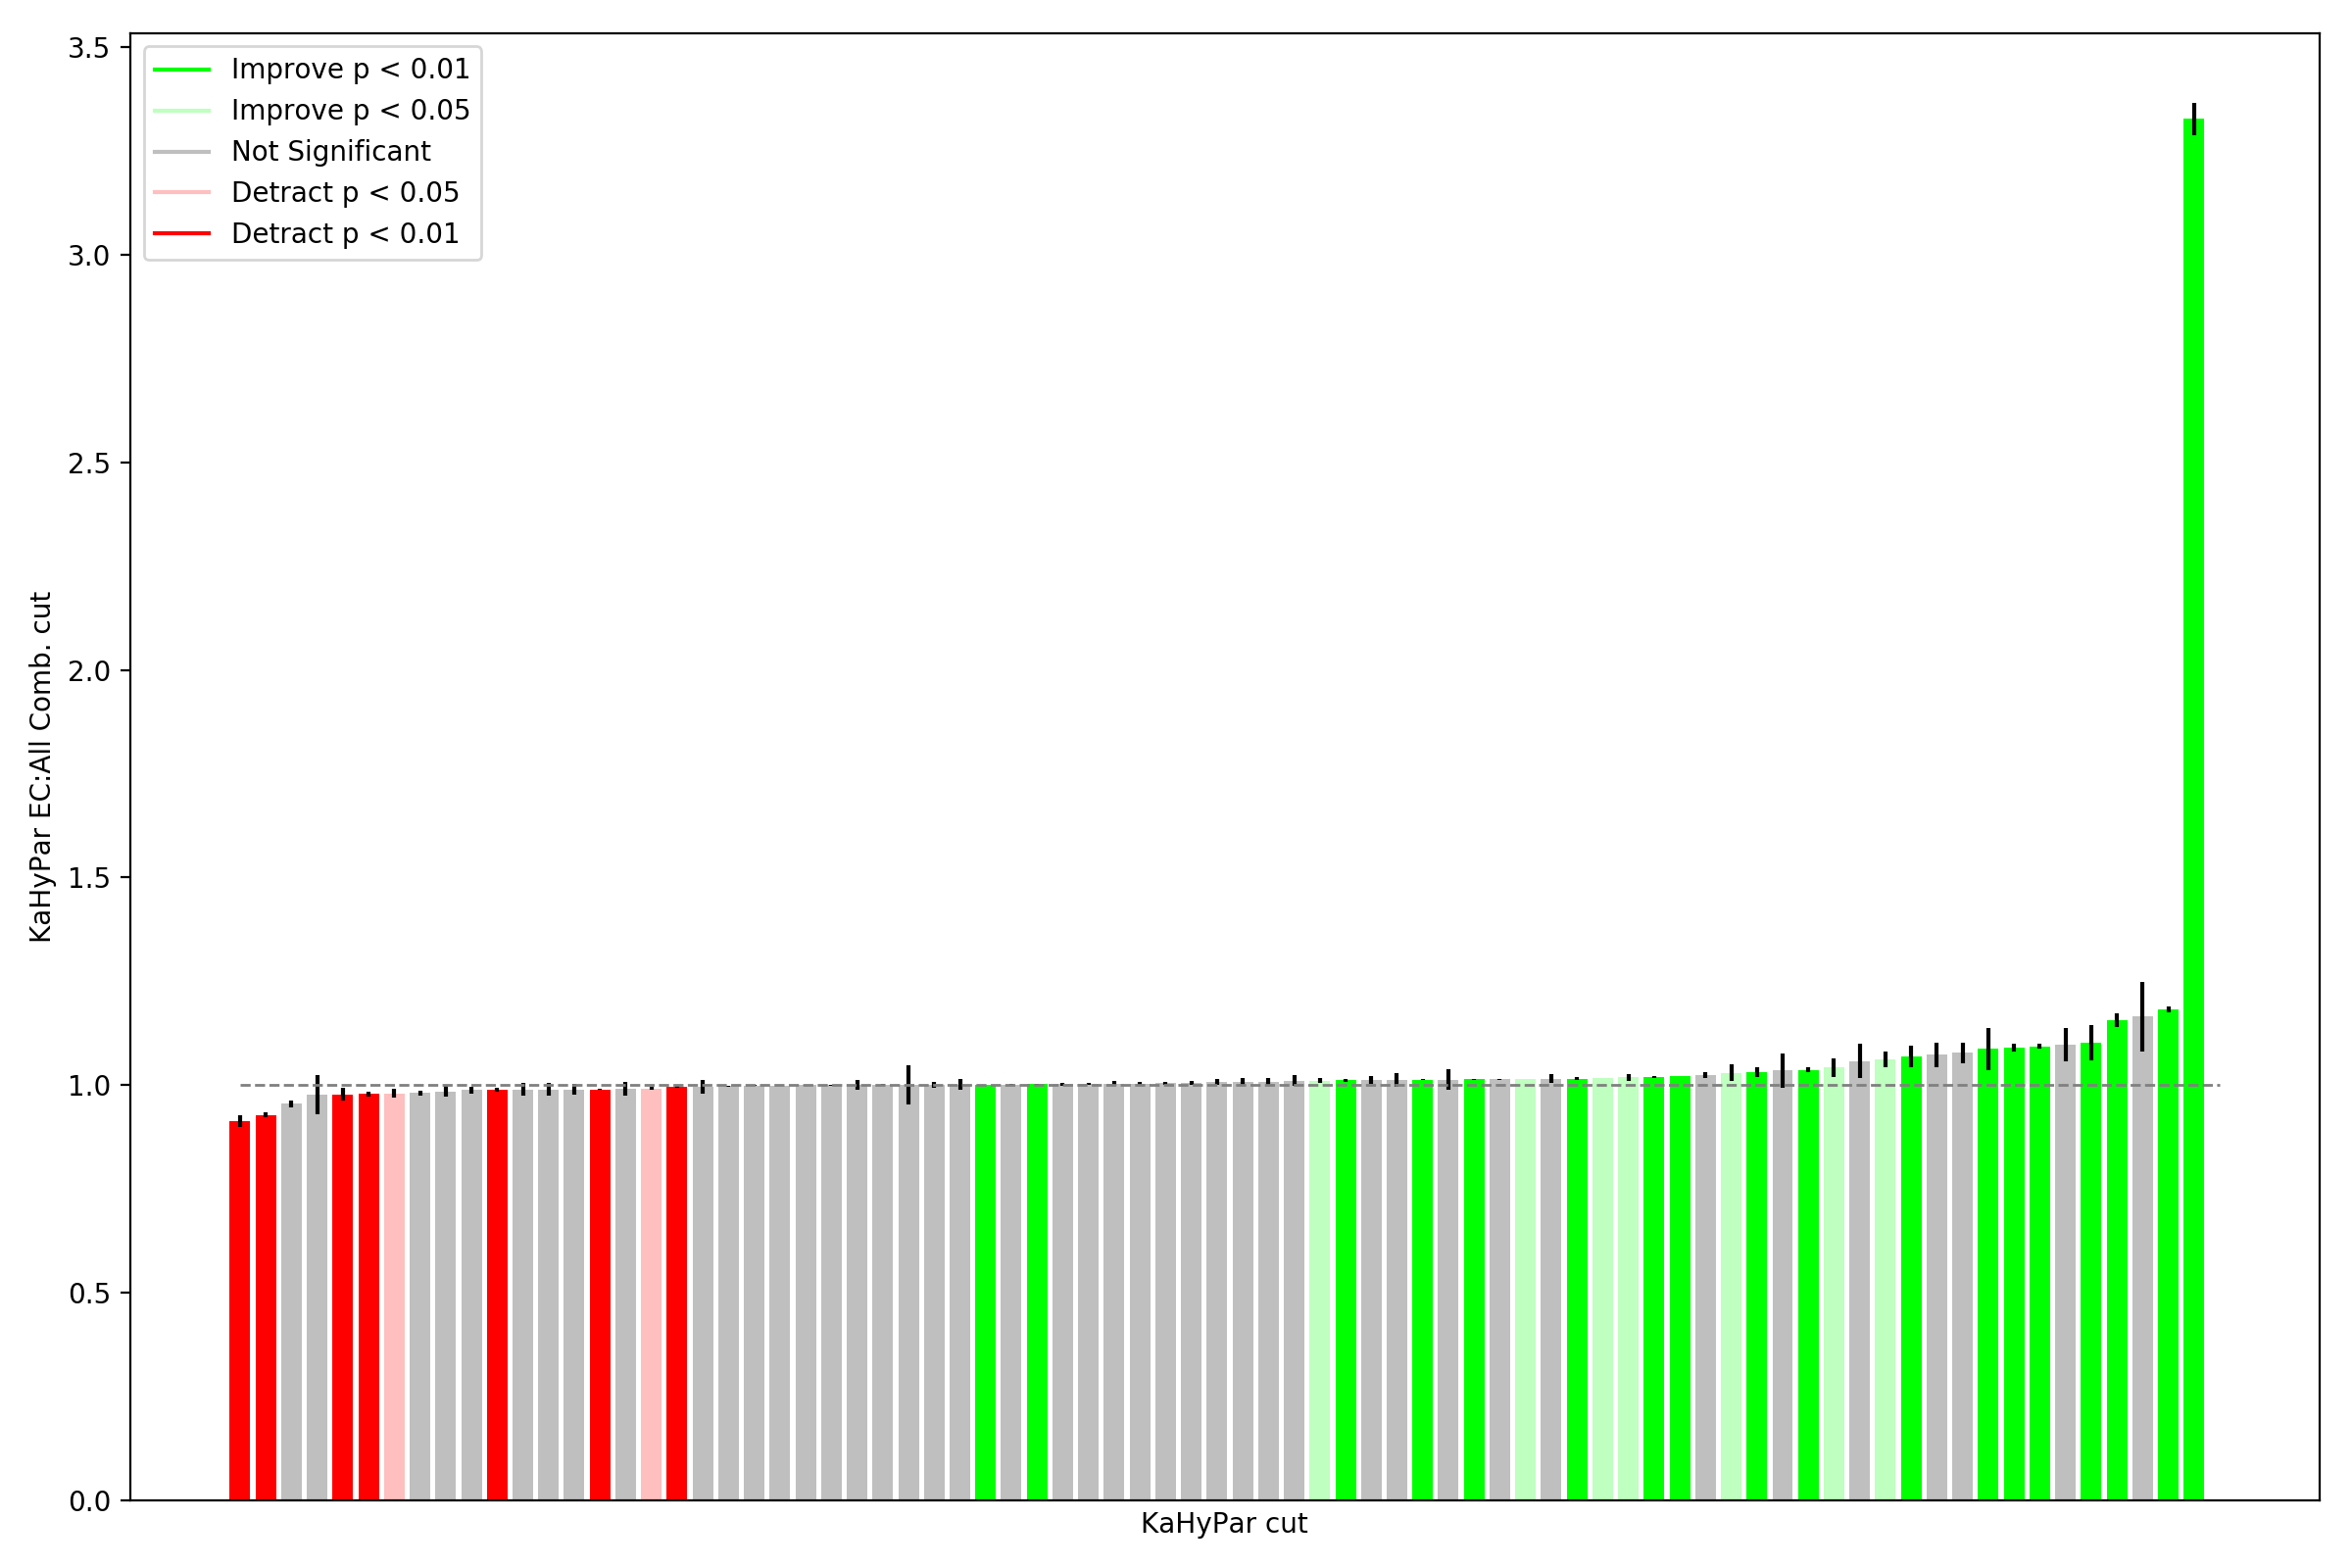 Improve p < 0.01
Improve p < 0.05
Not Significant
Detract p < 0.05
Detract p < 0.01
3.5
3.0
2.5
2.0
1.5
1.0
0.5
0.0
KaHyPar EC:All Comb. cut
KaHyPar cut